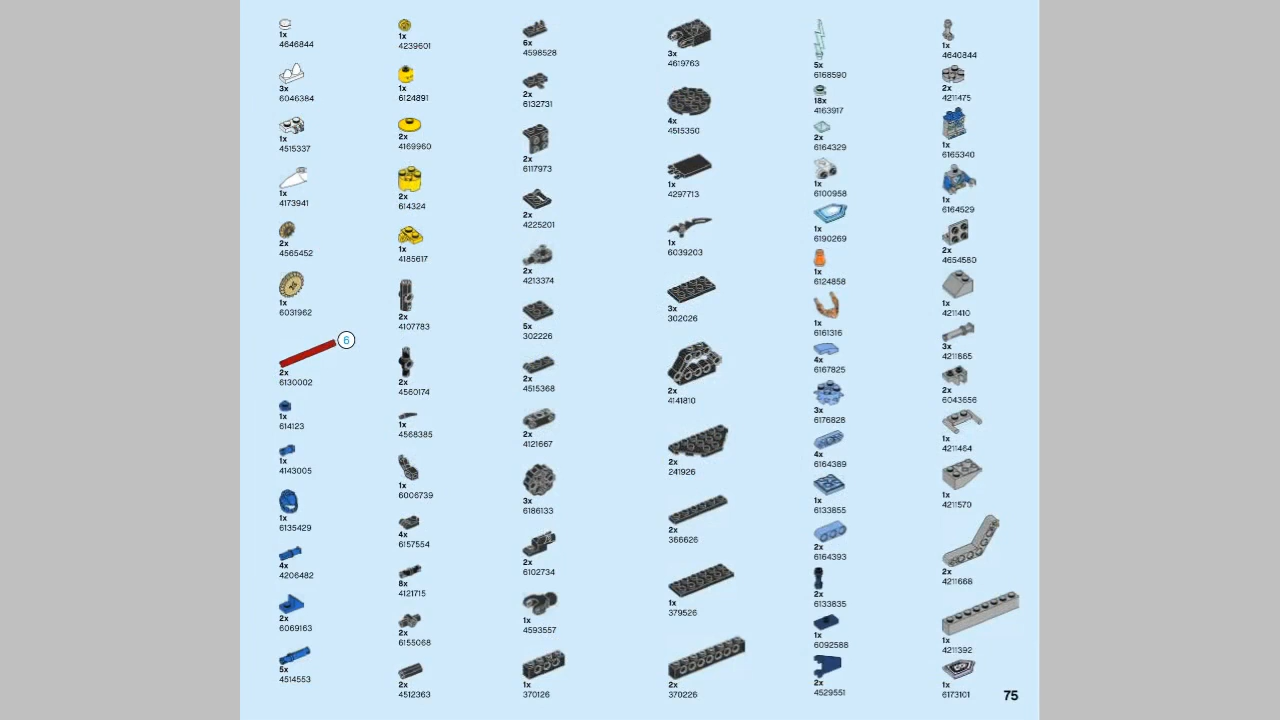 1x
4646844
3x
6046384
1x
4515337
1x
4173941
2x
4565452
1x
6031962
6
2x
6130002
1x
614123
1x
4143005
1x
6135429
4x
4206482
2x
6069163
5x
4514553
1x
4239601
1x
6124891
2x
4169960
2x
614324
1x
4185617
2x
4107783
2x
4560174
1x
4568385
1x
6006739
4x
6157554
8x
4121715
2x
6155068
2x
4512363
6x
4598528
2x
6132731
2x
6117973
2x
4225201
2x
4213374
5x
302226
2x
4515368
2x
4121667
3x
6186133
2x
6102734
1x
4593557
1x
370126
3x
4619763
4x
4515350
1x
4297713
1x
6039203
3x
302026
2x
4141810
2x
241926
2x
366626
1x
379526
2x
370226
5x
6168590
18x
4163917
2x
6164329
1x
6100958
1x
6190269
1x
6124858
1x
6161316
4x
6167825
3x
6176828
4x
6164389
1x
6133855
2x
6164393
2x
6133835
1x
6092588
2x
4529551
1x
4640844
2x
4211475
1x
6165340
1x
6164529
2x
4654580
1x
4211410
3x
4211865
2x
6043656
1x
4211464
1x
4211570
2x
4211668
1x
4211392
1x
6173101
75